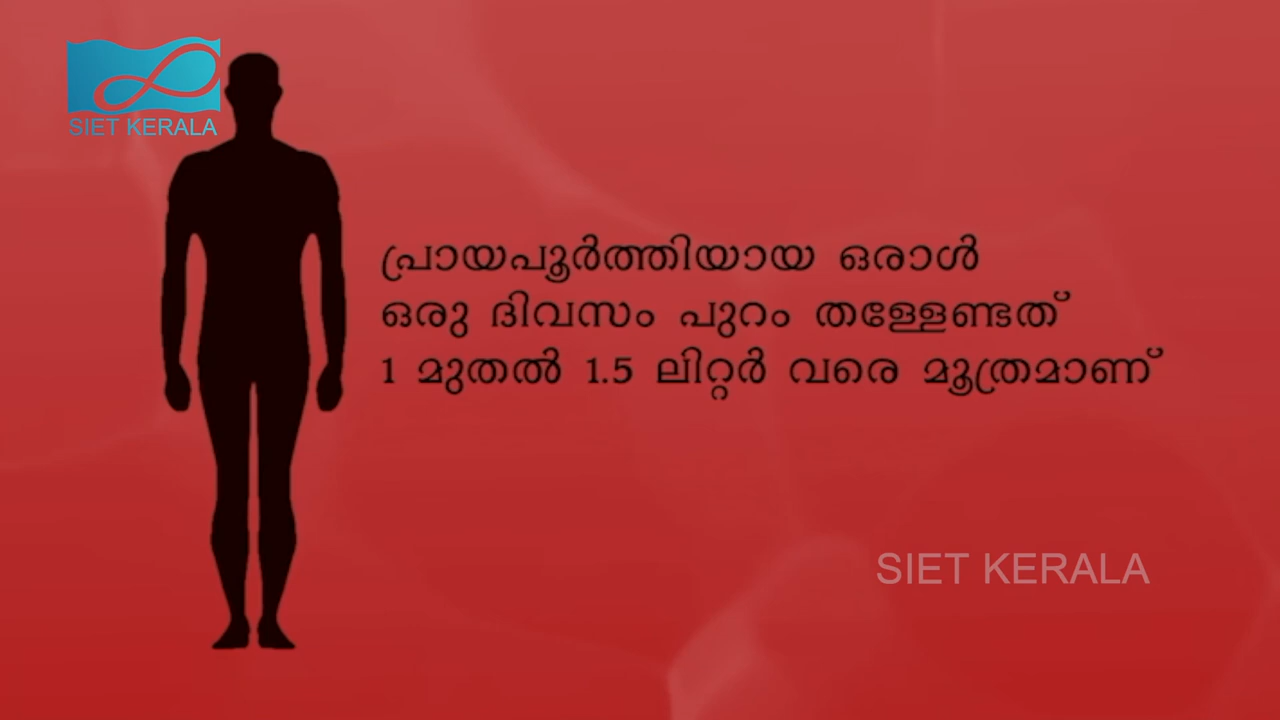 SIET KERALA
പ്രായപൂർത്തിയായ ഒരാൾ
ഒരു ദിവസം പുറം തള്ളേണ്ടത്
1 മുതൽ 1.5 ലിറ്റർ വരെ മൂത്രമാണ്
SIET KERALA